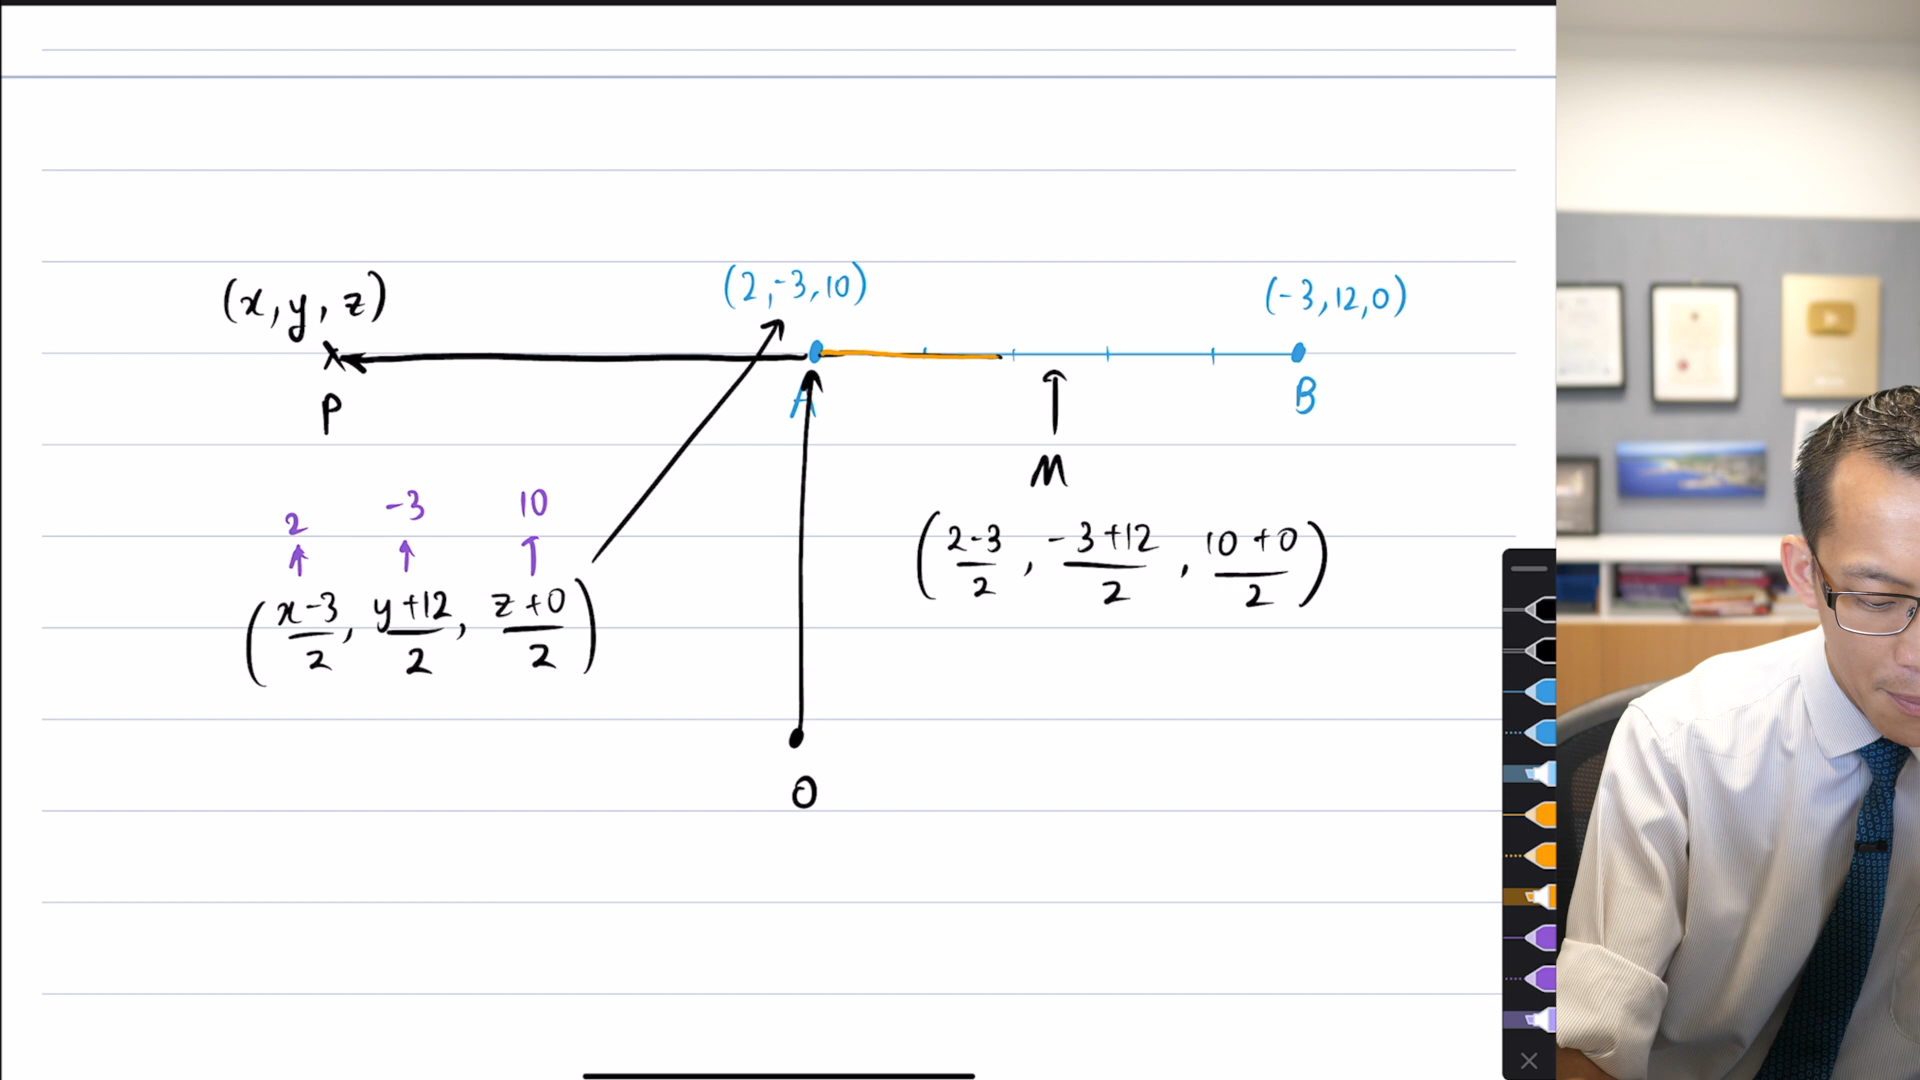 (x, y, z)
(2, -3, 10)
(-3, 12, 0)
P
A
B
M
2
-3
10
(x-3/2, y+12/2, z+0/2)
(2-3/2, -3+12/2, 10+0/2)
O